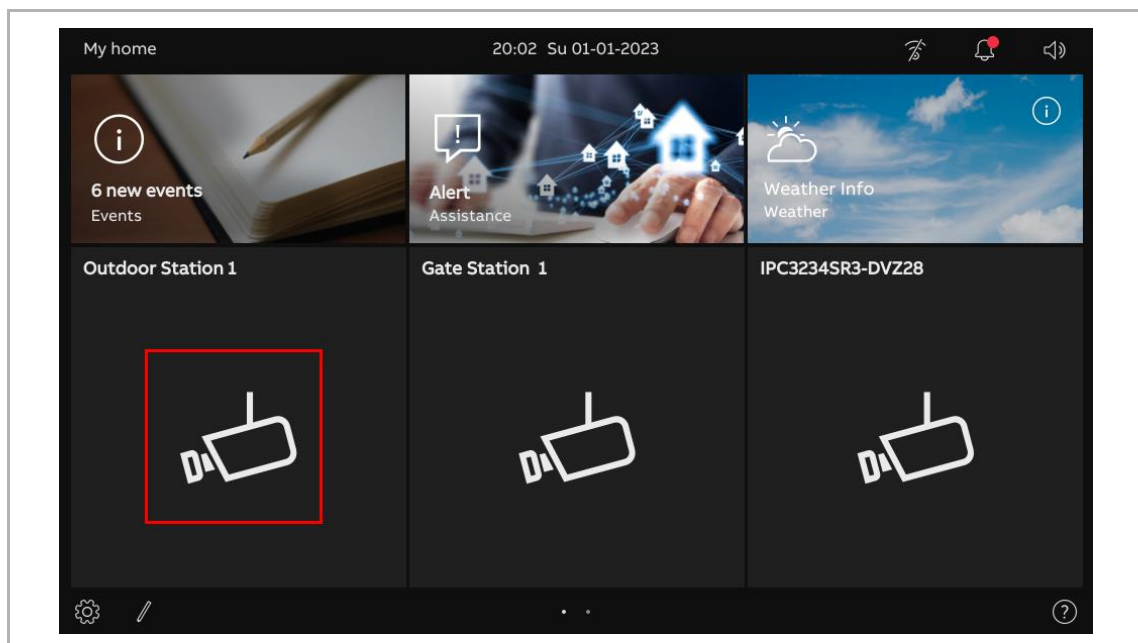 My home
20:02 Su 01-01-2023
6 new events
Events
Alert
Assistance
Weather Info
Weather
Outdoor Station 1
Gate Station 1
IPC3234SR3-DVZ28